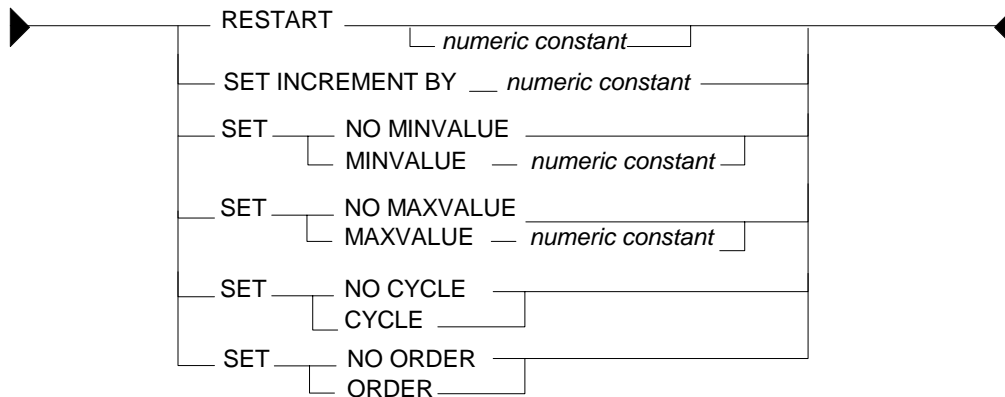 RESTART
numeric constant
SET INCREMENT BY numeric constant
SET NO MINVALUE
MINVALUE numeric constant
SET NO MAXVALUE
MAXVALUE numeric constant
SET NO CYCLE
CYCLE
SET NO ORDER
ORDER